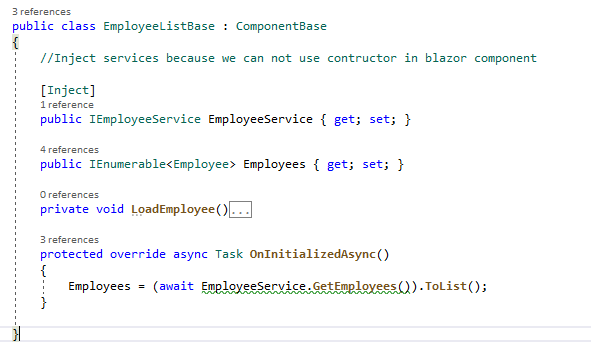 3 references
public class EmployeeListBase : ComponentBase
{
//Inject services because we can not use contructor in blazor component
[Inject]
1 reference
public IEmployeeService EmployeeService { get; set; }
4 references
public IEnumerable<Employee> Employees { get; set; }
0 references
private void LoadEmployee()...
3 references
protected override async Task OnInitializedAsync()
{
Employees = (await EmployeeService.GetEmployees()).ToList();
}
}